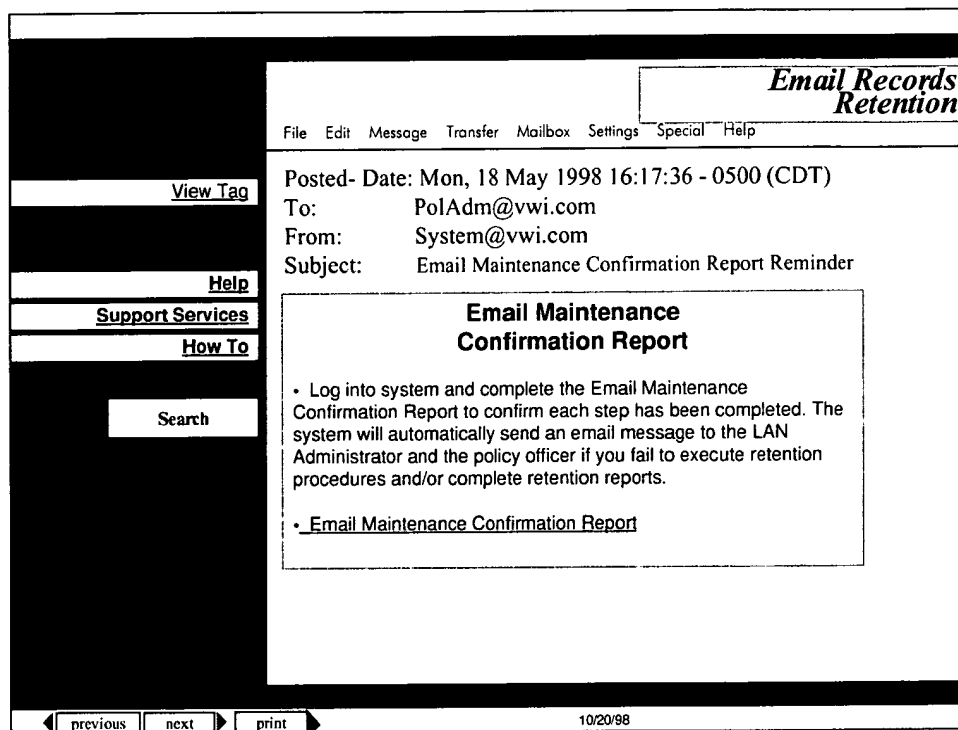 Email Records
Retention
File Edit Message Transfer Mailbox Settings Special Help
View Tag
Help
Support Services
How To
Search
Posted- Date: Mon, 18 May 1998 16:17:36 - 0500 (CDT)
To: PolAdm@vwi.com
From: System@vwi.com
Subject: Email Maintenance Confirmation Report Reminder
Email Maintenance
Confirmation Report
• Log into system and complete the Email Maintenance
Confirmation Report to confirm each step has been completed. The
system will automatically send an email message to the LAN
Administrator and the policy officer if you fail to execute retention
procedures and/or complete retention reports.
• Email Maintenance Confirmation Report
previous next print 10/20/98